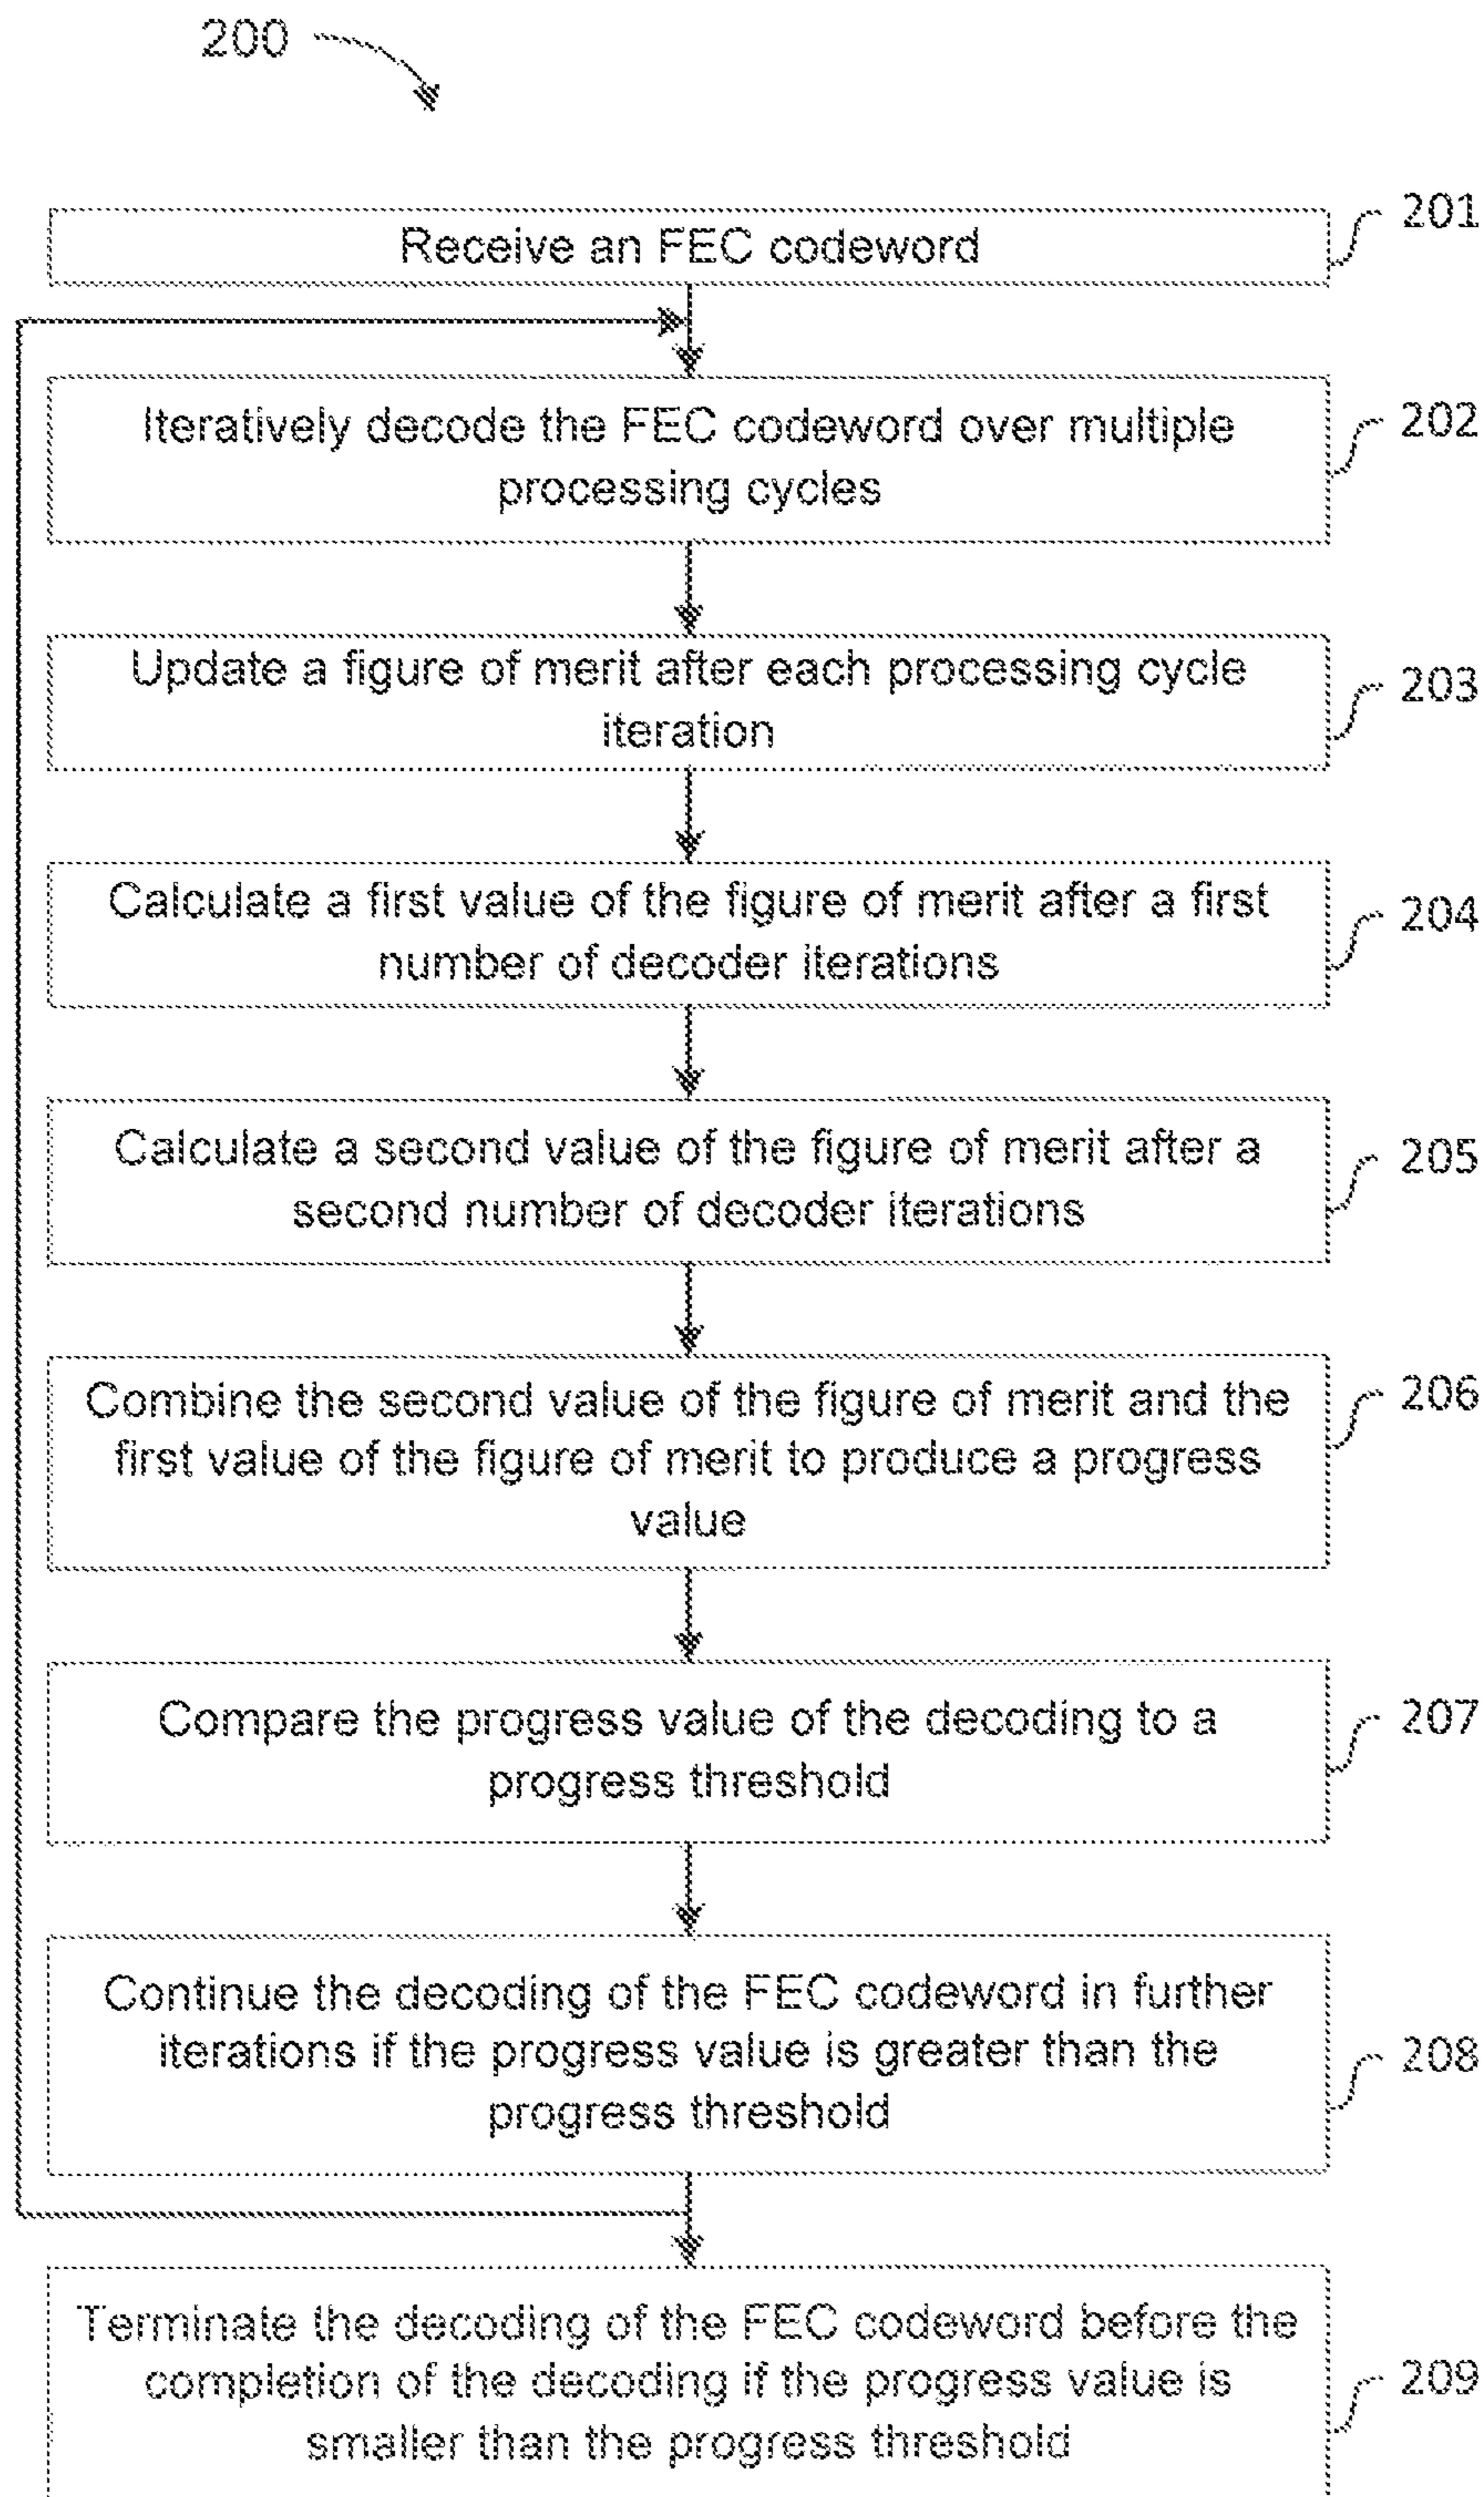 200
Receive an FEC codeword
201
Iteratively decode the FEC codeword over multiple
processing cycles
202
Update a figure of merit after each processing cycle
iteration
203
Calculate a first value of the figure of merit after a first
number of decoder iterations
204
Calculate a second value of the figure of merit after a
second number of decoder iterations
205
Combine the second value of the figure of merit and the
first value of the figure of merit to produce a progress
value
206
Compare the progress value of the decoding to a
progress threshold
207
Continue the decoding of the FEC codeword in further
iterations if the progress value is greater than the
progress threshold
208
Terminate the decoding of the FEC codeword before the
completion of the decoding if the progress value is
smaller than the progress threshold
209